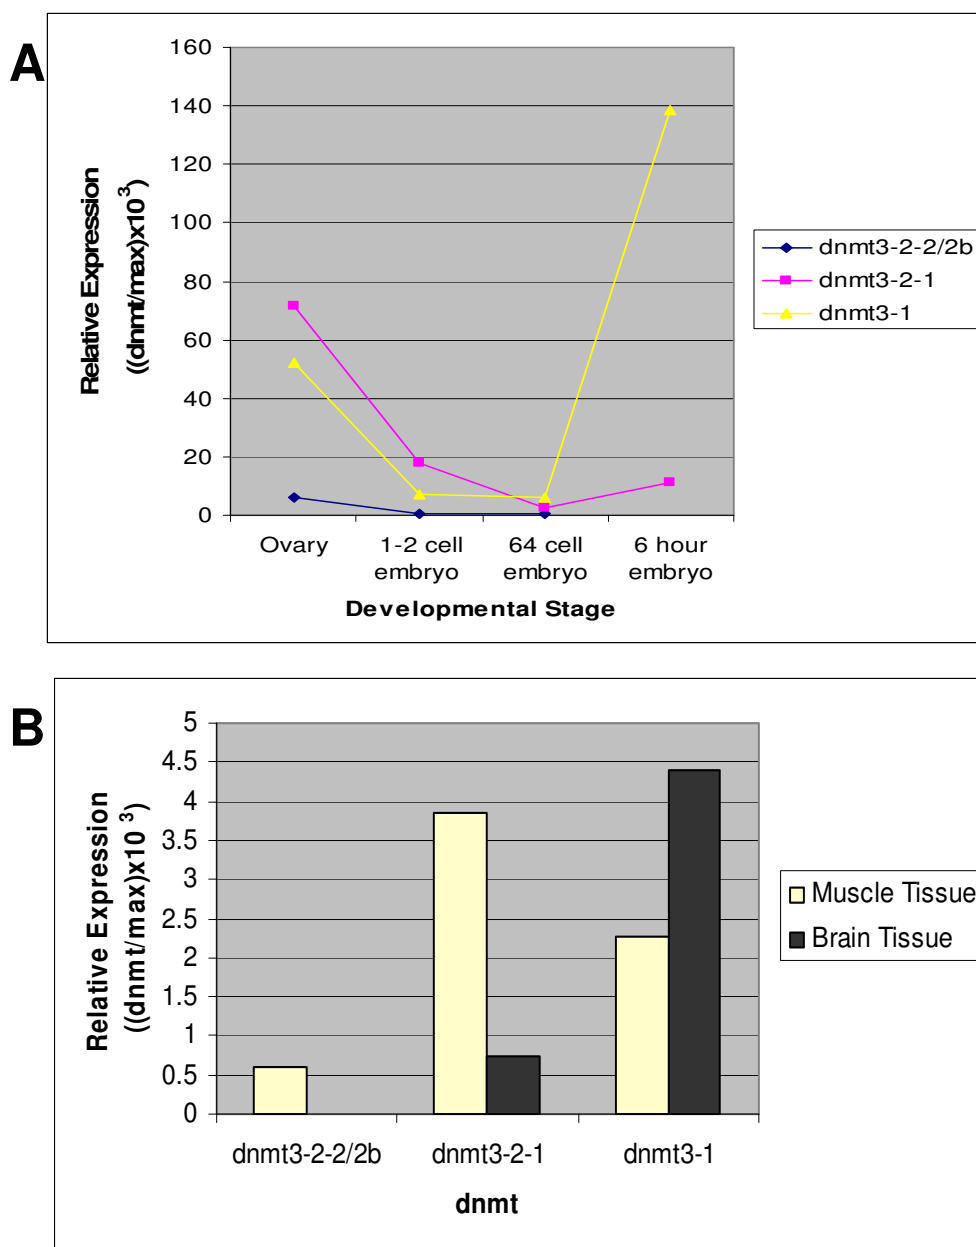 A
160
140
120
100
80
60
40
20
0
Relative Expression
((dnmt/max)x10³)
Ovary
1-2 cell
embryo
64 cell
embryo
6 hour
embryo
Developmental Stage
dnmt3-2-2/2b
dnmt3-2-1
dnmt3-1
B
5
4.5
4
3.5
3
2.5
2
1.5
1
0.5
0
Relative Expression
((dnmt/max)x10³)
dnmt3-2-2/2b
dnmt3-2-1
dnmt3-1
dnmt
Muscle Tissue
Brain Tissue